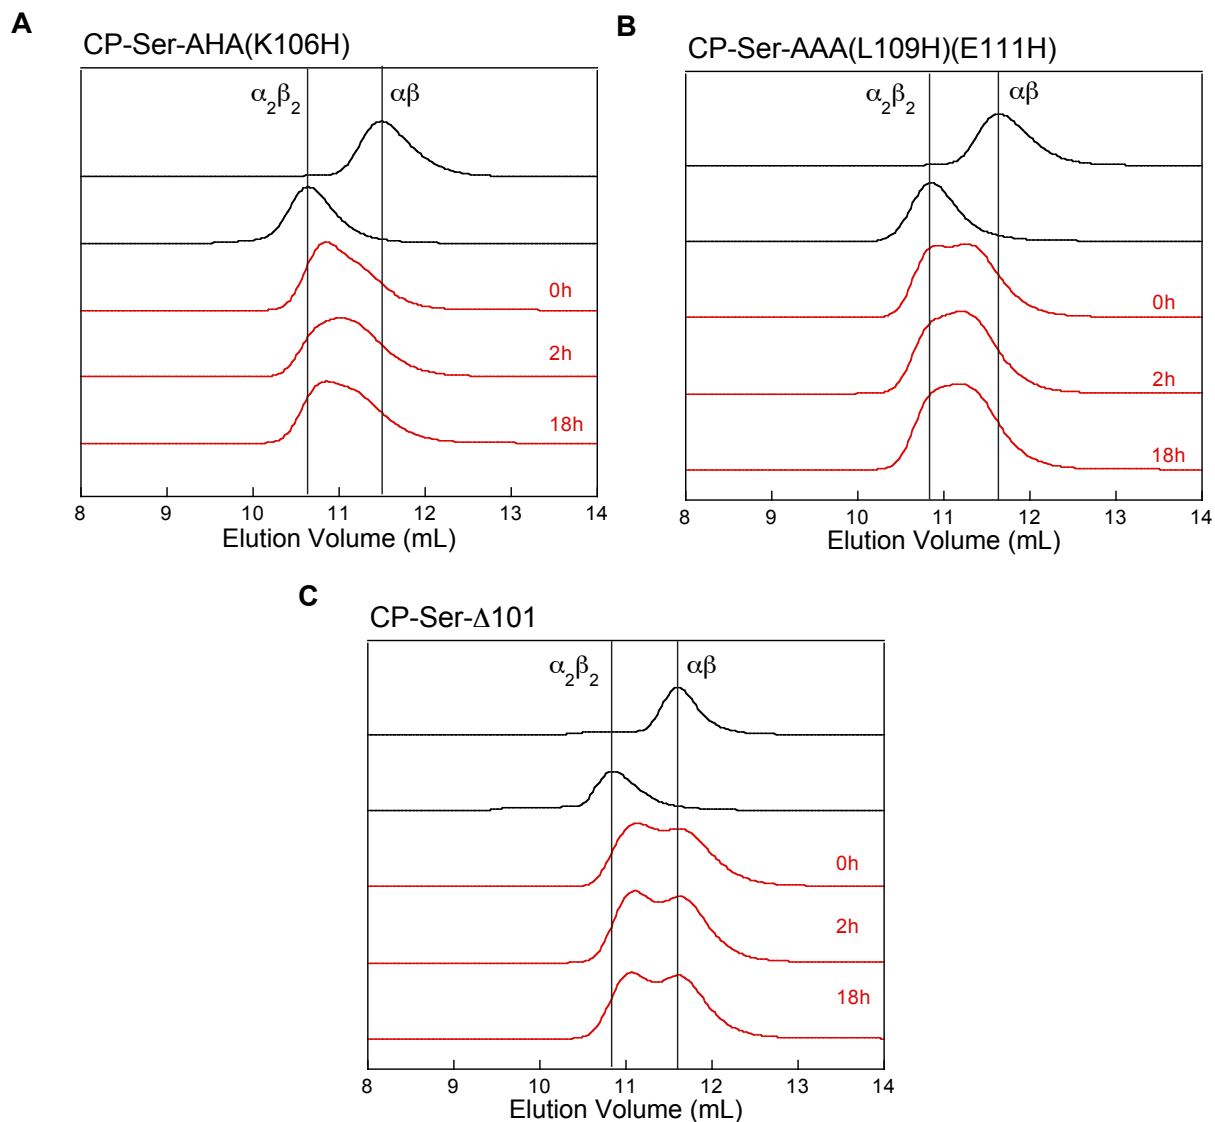 A
CP-Ser-AHA(K106H)
α₂β₂ αβ
0h
2h
18h
8 9 10 11 12 13 14
Elution Volume (mL)
B
CP-Ser-AAA(L109H)(E111H)
α₂β₂ αβ
0h
2h
18h
8 9 10 11 12 13 14
Elution Volume (mL)
C
CP-Ser-Δ101
α₂β₂ αβ
0h
2h
18h
8 9 10 11 12 13 14
Elution Volume (mL)